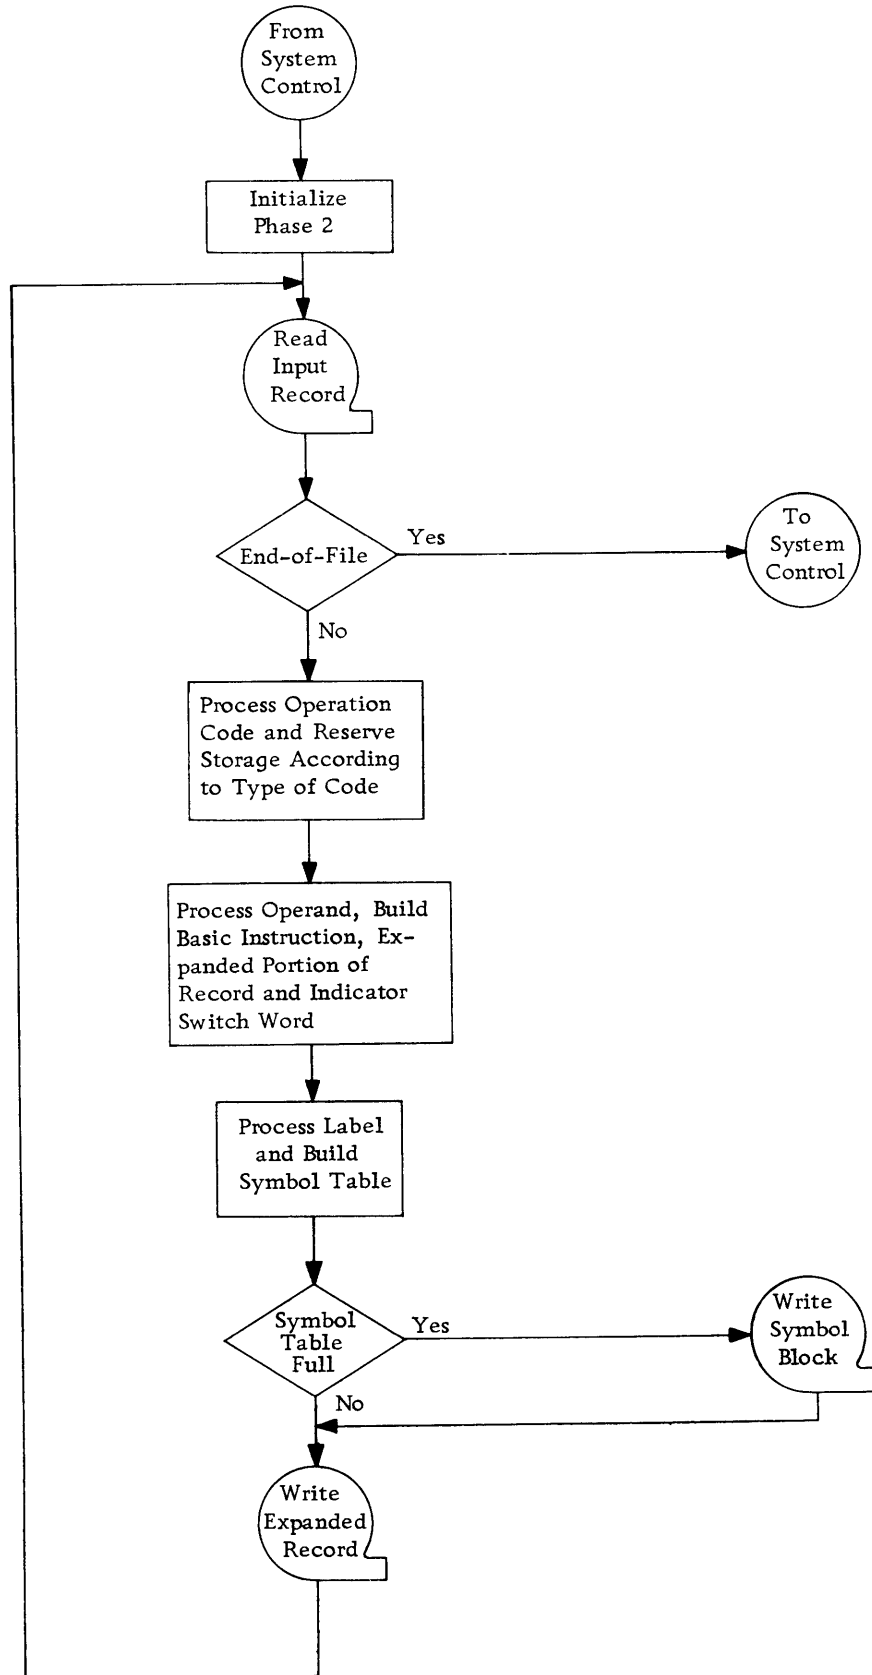 From
System
Control
Initialize
Phase 2
Read
Input
Record
End-of-File
Yes
To
System
Control
No
Process Operation
Code and Reserve
Storage According
to Type of Code
Process Operand, Build
Basic Instruction, Ex-
panded Portion of
Record and Indicator
Switch Word
Process Label
and Build
Symbol Table
Symbol
Table
Full
Yes
Write
Symbol
Block
No
Write
Expanded
Record